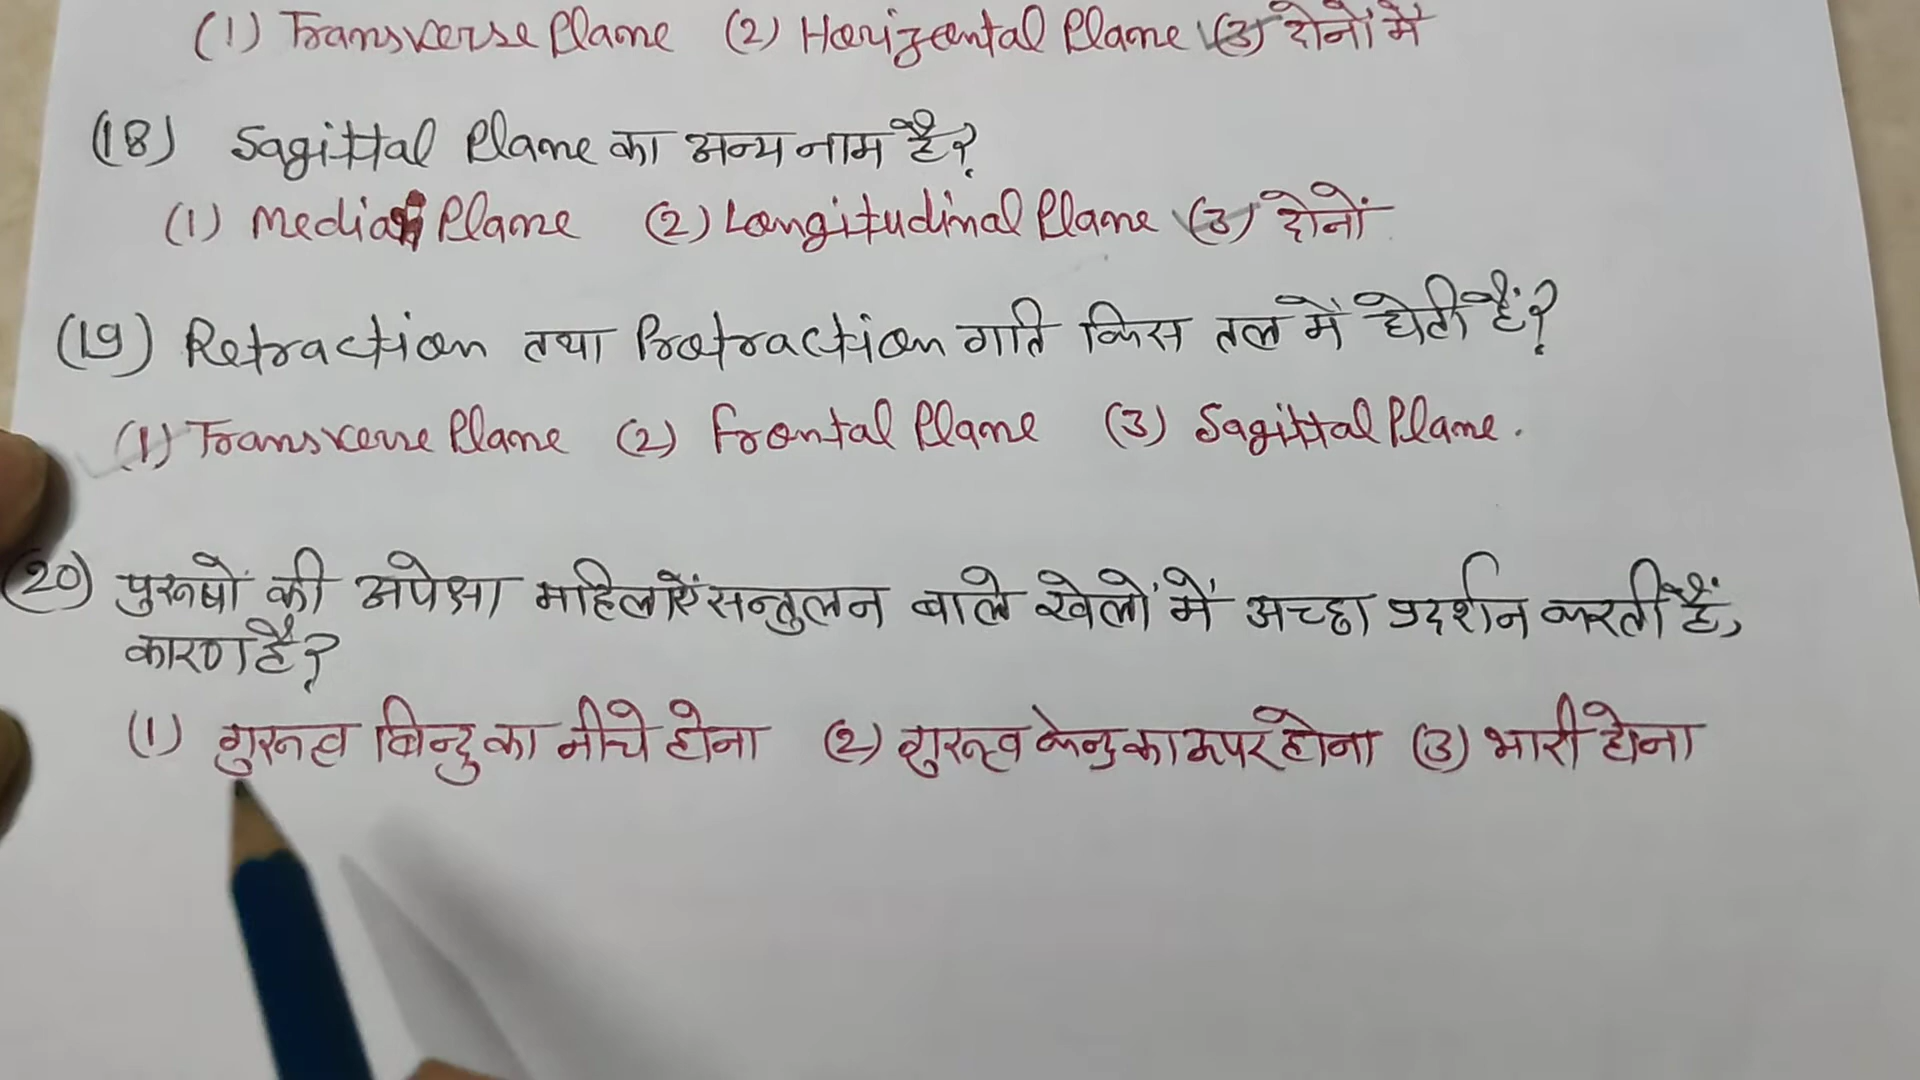 (1) Transverse Plane (2) Horizental Plane (3) दोनों में
(18) Sagittal Plane का अन्य नाम है?
(1) Median Plane (2) Longitudinal Plane (3) दोनों
(19) Retraction तथा Protraction गति किस तल में होती हैं?
(1) Transverse Plane (2) Frontal Plane (3) Sagittal Plane.
(20) पुरूषों की अपेक्षा महिलाऐं सन्तुलन बाले खेलों में अच्छा प्रदर्शन करती हैं,
कारण है?
(1) गुरूत्व बिन्दु का नीचे होना (2) गुरूत्व केन्द्र का ऊपर होना (3) भारी होना